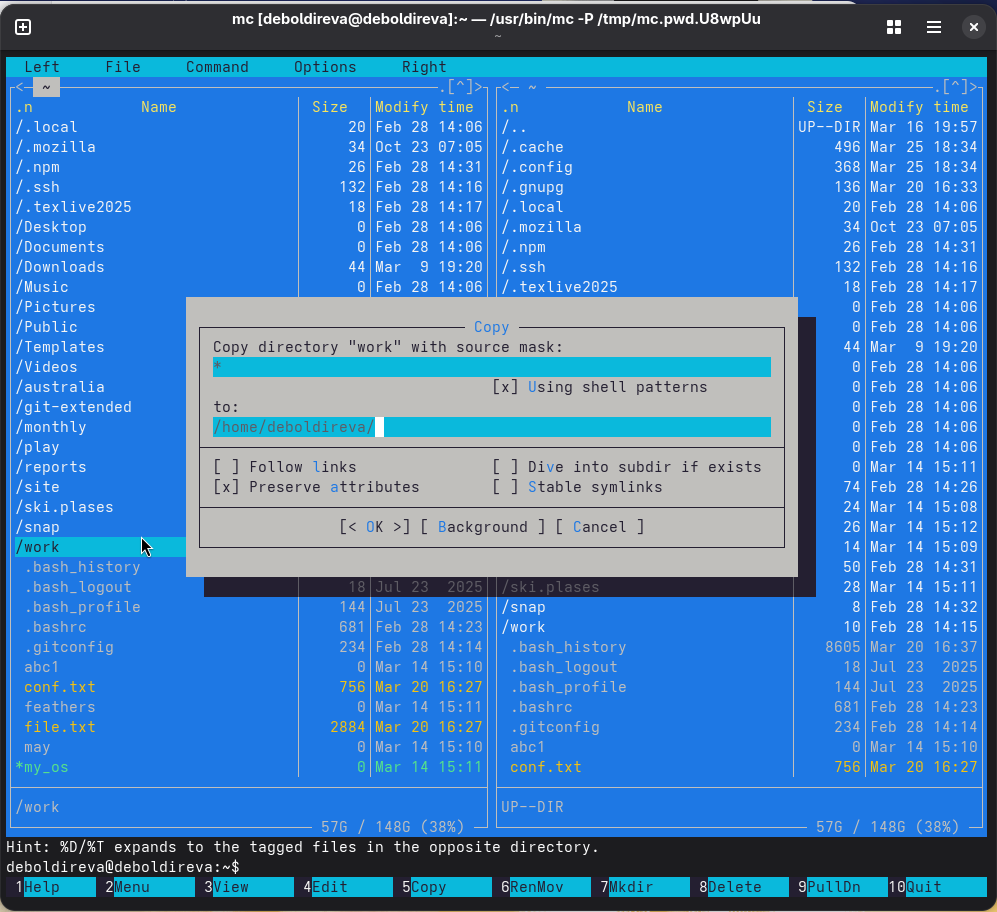 mc [deboldireva@deboldireva]:~ — /usr/bin/mc -P /tmp/mc.pwd.U8wpUu
~
Left File Command Options Right
<— ~ .[^]> <— ~ .[^]>
.n Name Size Modify time .n Name Size Modify time
/.local 20 Feb 28 14:06 /.. UP--DIR Mar 16 19:57
/.mozilla 34 Oct 23 07:05 /.cache 496 Mar 25 18:34
/.npm 26 Feb 28 14:31 /.config 368 Mar 25 18:34
/.ssh 132 Feb 28 14:16 /.gnupg 136 Mar 20 16:33
/.texlive2025 18 Feb 28 14:17 /.local 20 Feb 28 14:06
/Desktop 0 Feb 28 14:06 /.mozilla 34 Oct 23 07:05
/Documents 0 Feb 28 14:06 /.npm 26 Feb 28 14:31
/Downloads 44 Mar 9 19:20 /.ssh 132 Feb 28 14:16
/Music 0 Feb 28 14:06 /.texlive2025 18 Feb 28 14:17
/Pictures 0 Feb 28 14:06
/Public Copy 0 Feb 28 14:06
/Templates Copy directory "work" with source mask: 44 Mar 9 19:20
/Videos * 0 Feb 28 14:06
/australia [x] Using shell patterns 0 Feb 28 14:06
/git-extended to: 0 Feb 28 14:06
/monthly /home/deboldireva/ 0 Feb 28 14:06
/play 0 Feb 28 14:06
/reports [ ] Follow links [ ] Dive into subdir if exists 0 Mar 14 15:11
/site [x] Preserve attributes [ ] Stable symlinks 74 Feb 28 14:26
/ski.plases 24 Mar 14 15:08
/snap [< OK >] [ Background ] [ Cancel ] 26 Mar 14 15:12
/work 14 Mar 14 15:09
.bash_history 50 Feb 28 14:31
.bash_logout 18 Jul 23 2025 /ski.plases 28 Mar 14 15:11
.bash_profile 144 Jul 23 2025 /snap 8 Feb 28 14:32
.bashrc 681 Feb 28 14:23 /work 10 Feb 28 14:15
.gitconfig 234 Feb 28 14:14 .bash_history 8605 Mar 20 16:37
abc1 0 Mar 14 15:10 .bash_logout 18 Jul 23 2025
conf.txt 756 Mar 20 16:27 .bash_profile 144 Jul 23 2025
feathers 0 Mar 14 15:11 .bashrc 681 Feb 28 14:23
file.txt 2884 Mar 20 16:27 .gitconfig 234 Feb 28 14:14
may 0 Mar 14 15:10 abc1 0 Mar 14 15:10
*my_os 0 Mar 14 15:11 conf.txt 756 Mar 20 16:27
/work UP--DIR
57G / 148G (38%) 57G / 148G (38%)
Hint: %D/%T expands to the tagged files in the opposite directory.
deboldireva@deboldireva:~$
1Help 2Menu 3View 4Edit 5Copy 6RenMov 7Mkdir 8Delete 9PullDn 10Quit